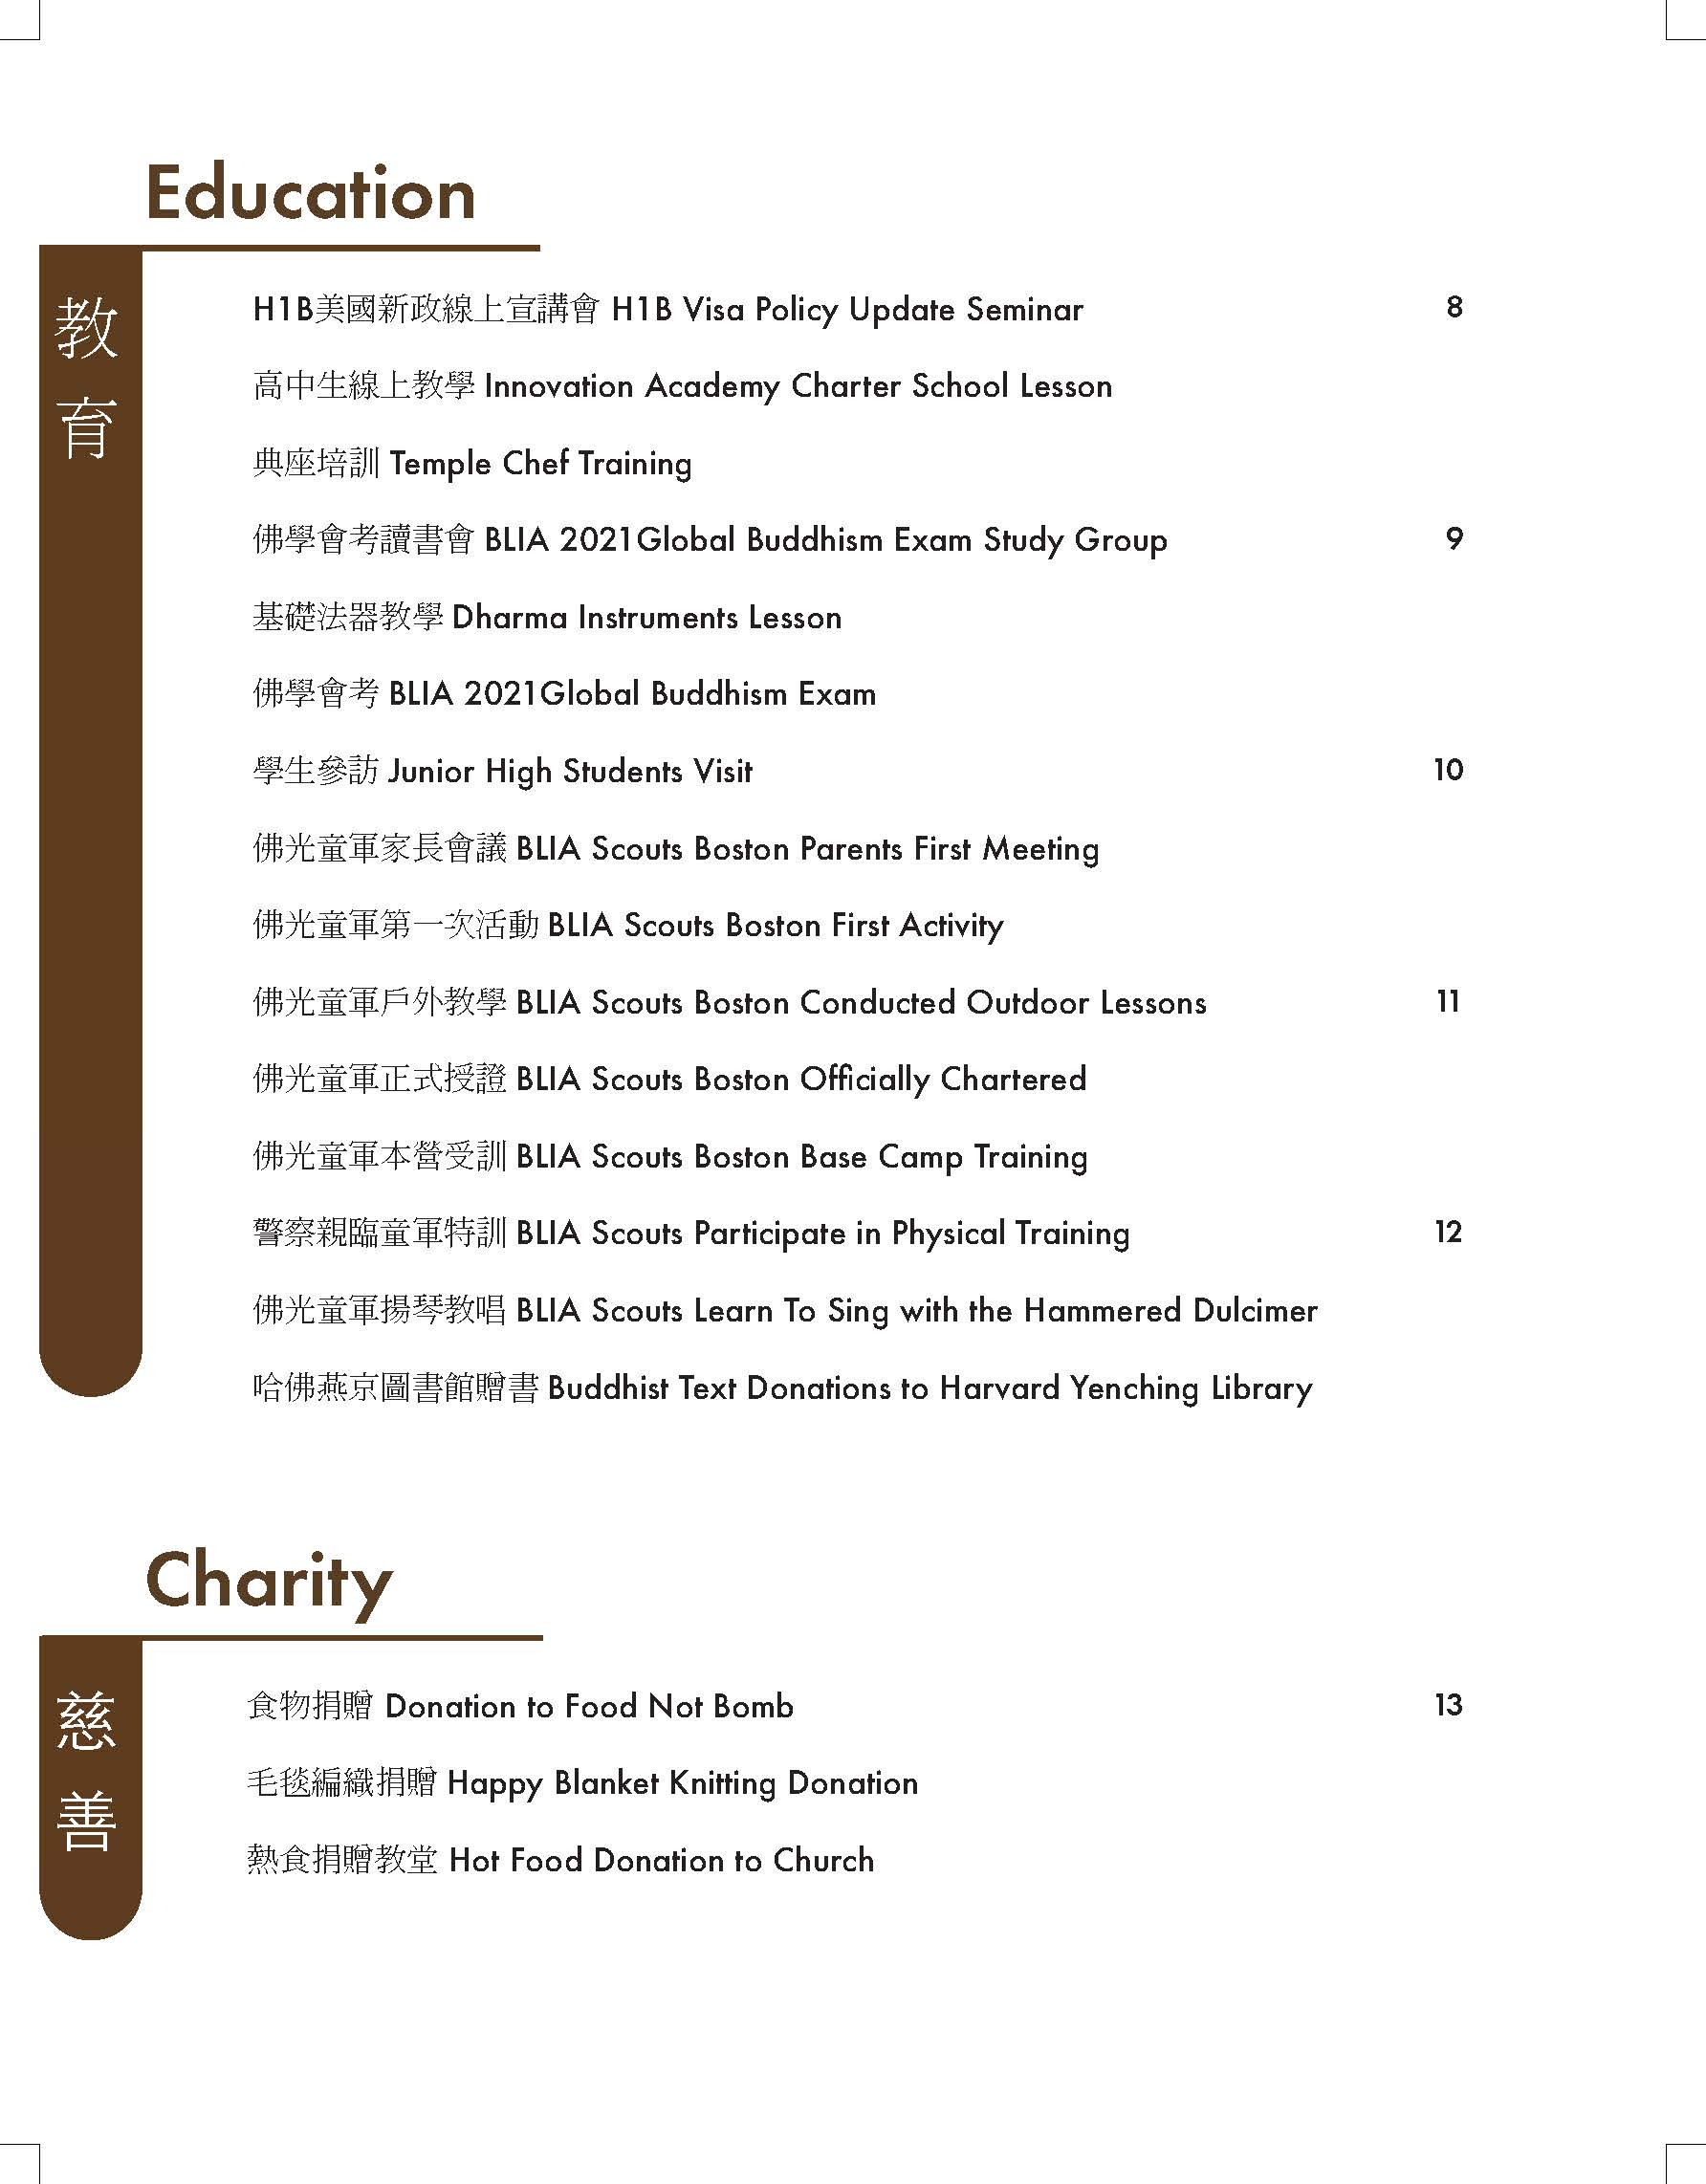 Education
教育
H1B美國新政線上宣講會 H1B Visa Policy Update Seminar 8
高中生線上教學 Innovation Academy Charter School Lesson
典座培訓 Temple Chef Training
佛學會考讀書會 BLIA 2021Global Buddhism Exam Study Group 9
基礎法器教學 Dharma Instruments Lesson
佛學會考 BLIA 2021Global Buddhism Exam
學生參訪 Junior High Students Visit 10
佛光童軍家長會議 BLIA Scouts Boston Parents First Meeting
佛光童軍第一次活動 BLIA Scouts Boston First Activity
佛光童軍戶外教學 BLIA Scouts Boston Conducted Outdoor Lessons 11
佛光童軍正式授證 BLIA Scouts Boston Officially Chartered
佛光童軍本營受訓 BLIA Scouts Boston Base Camp Training
警察親臨童軍特訓 BLIA Scouts Participate in Physical Training 12
佛光童軍揚琴教唱 BLIA Scouts Learn To Sing with the Hammered Dulcimer
哈佛燕京圖書館贈書 Buddhist Text Donations to Harvard Yenching Library
Charity
慈善
食物捐贈 Donation to Food Not Bomb 13
毛毯編織捐贈 Happy Blanket Knitting Donation
熱食捐贈教堂 Hot Food Donation to Church